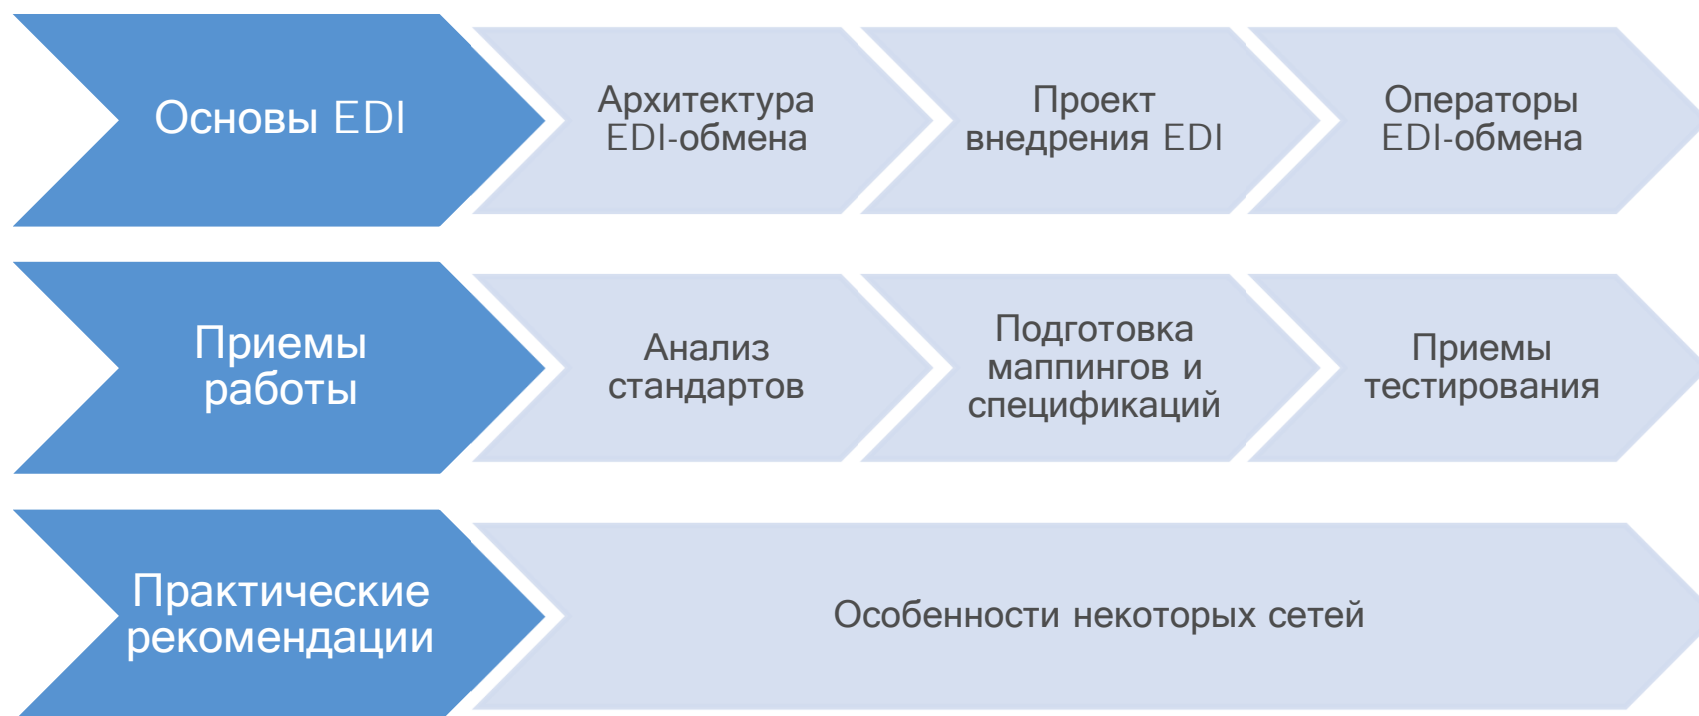 Основы EDI
Архитектура
EDI-обмена
Проект
внедрения EDI
Операторы
EDI-обмена
Приемы
работы
Анализ
стандартов
Подготовка
маппингов и
спецификаций
Приемы
тестирования
Практические
рекомендации
Особенности некоторых сетей